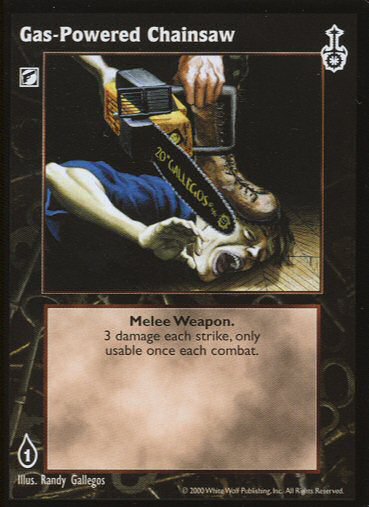 Gas-Powered Chainsaw
20" GALLEGOS
Melee Weapon.
3 damage each strike, only
usable once each combat.
1
Illus. Randy Gallegos
© 2000 White Wolf Publishing, Inc. All Rights Reserved.